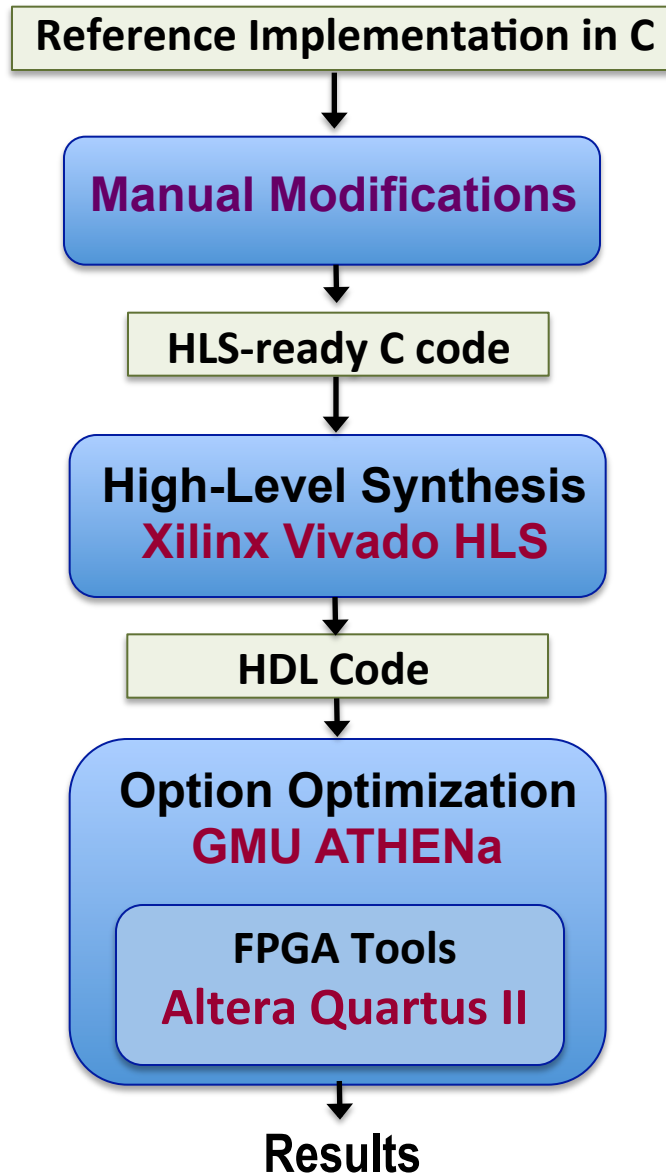 Reference Implementation in C
Manual Modifications
HLS-ready C code
High-Level Synthesis
Xilinx Vivado HLS
HDL Code
Option Optimization
GMU ATHENa
FPGA Tools
Altera Quartus II
Results